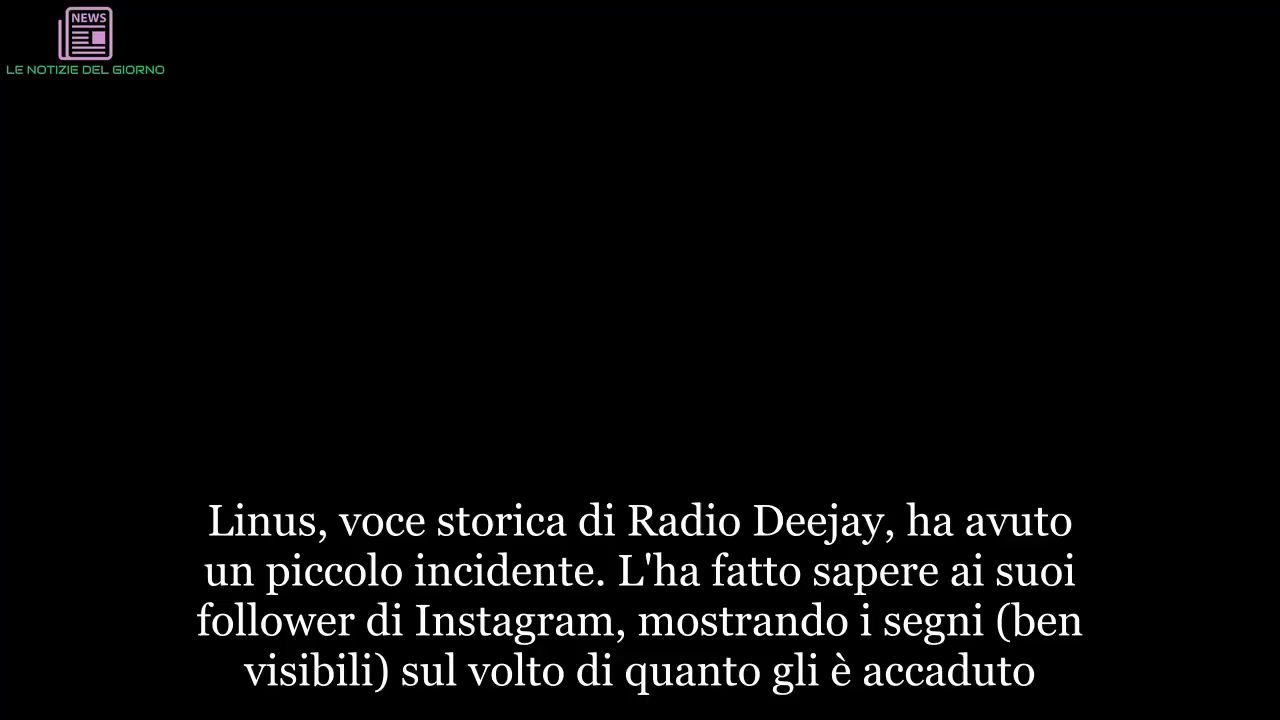 NEWS
LE NOTIZIE DEL GIORNO
Linus, voce storica di Radio Deejay, ha avuto
un piccolo incidente. L'ha fatto sapere ai suoi
follower di Instagram, mostrando i segni (ben
visibili) sul volto di quanto gli è accaduto